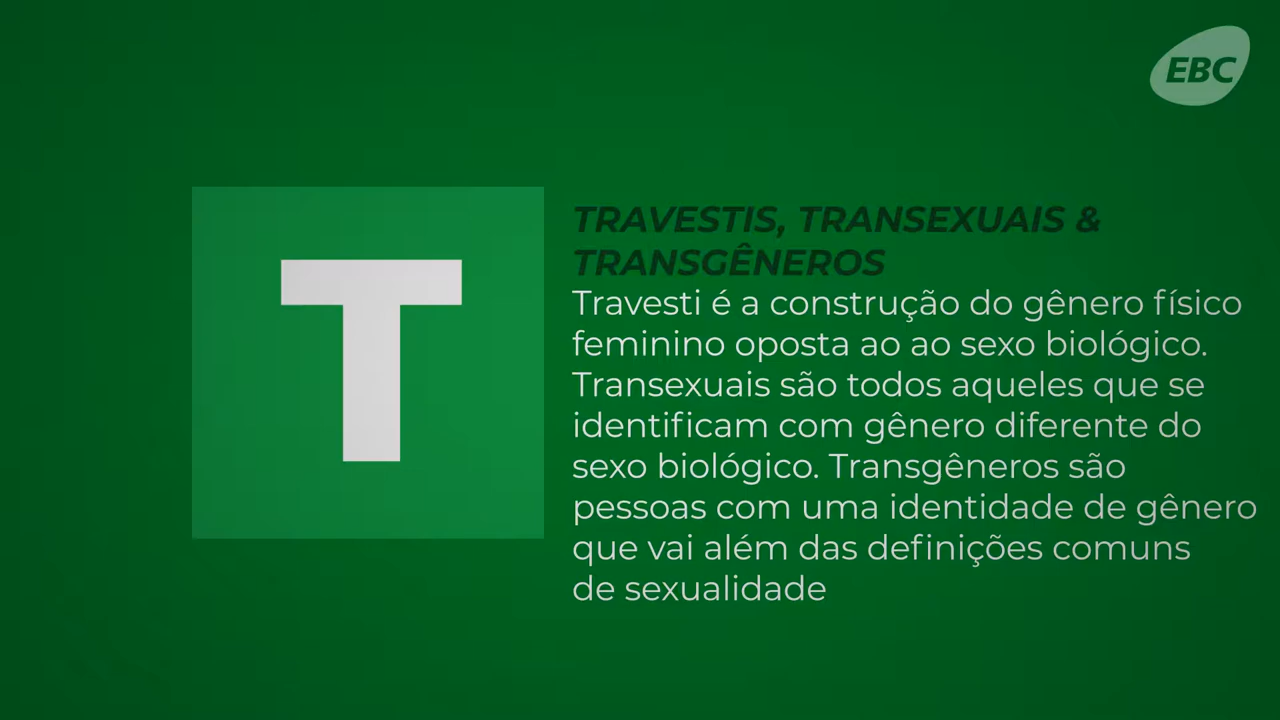 EBC
T
TRAVESTIS, TRANSEXUAIS &
TRANSGÊNEROS
Travesti é a construção do gênero físico
feminino oposta ao ao sexo biológico.
Transexuais são todos aqueles que se
identificam com gênero diferente do
sexo biológico. Transgêneros são
pessoas com uma identidade de gênero
que vai além das definições comuns
de sexualidade